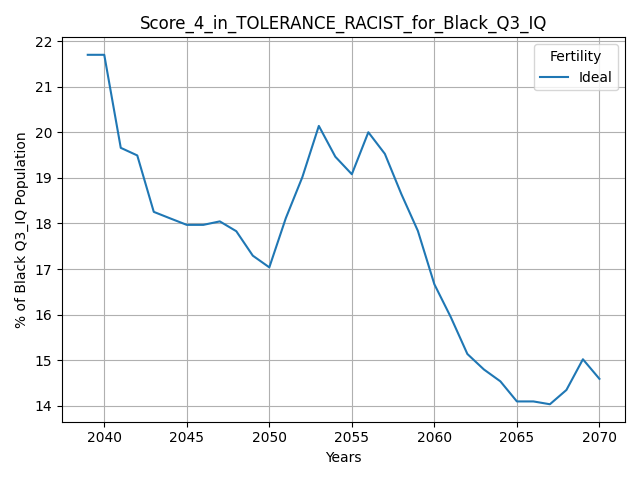 Score_4_in_TOLERANCE_RACIST_for_Black_Q3_IQ
Fertility
Ideal
% of Black Q3_IQ Population
22
21
20
19
18
17
16
15
14
2040 2045 2050 2055 2060 2065 2070
Years